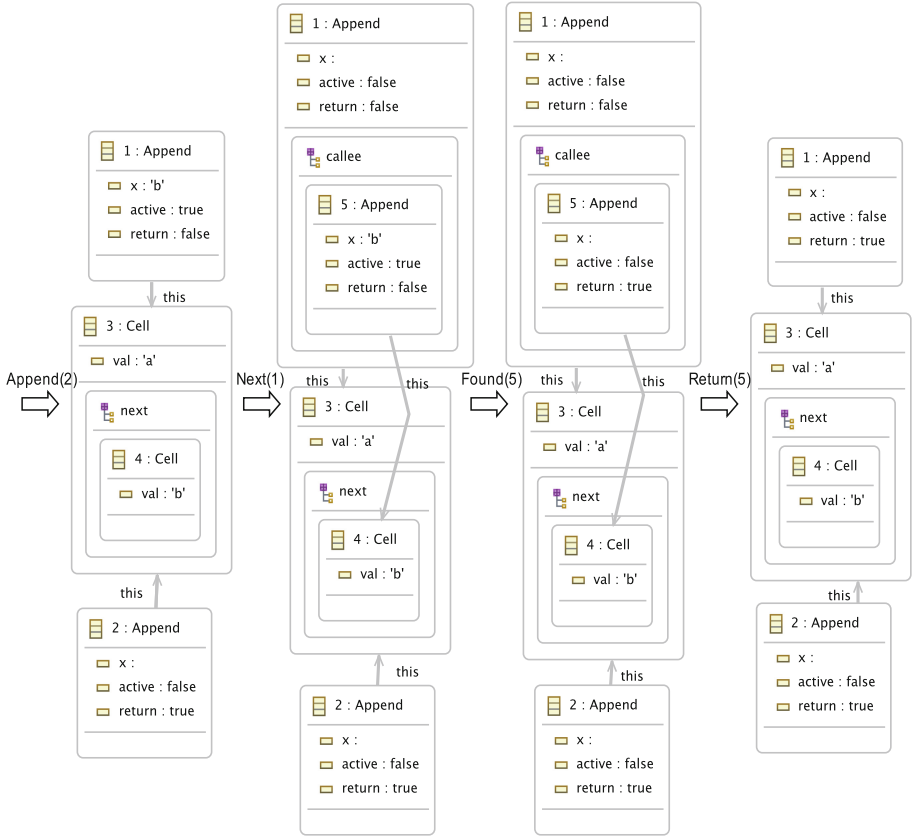 Append(2)
1 : Append
x : 'b'
active : true
return : false
this
3 : Cell
val : 'a'
next
4 : Cell
val : 'b'
this
2 : Append
x :
active : false
return : true
Next(1)
1 : Append
x :
active : false
return : false
callee
5 : Append
x : 'b'
active : true
return : false
this
this
3 : Cell
val : 'a'
next
4 : Cell
val : 'b'
this
2 : Append
x :
active : false
return : true
Found(5)
1 : Append
x :
active : false
return : false
callee
5 : Append
x :
active : false
return : true
this
this
3 : Cell
val : 'a'
next
4 : Cell
val : 'b'
this
2 : Append
x :
active : false
return : true
Return(5)
1 : Append
x :
active : false
return : true
this
3 : Cell
val : 'a'
next
4 : Cell
val : 'b'
this
2 : Append
x :
active : false
return : true